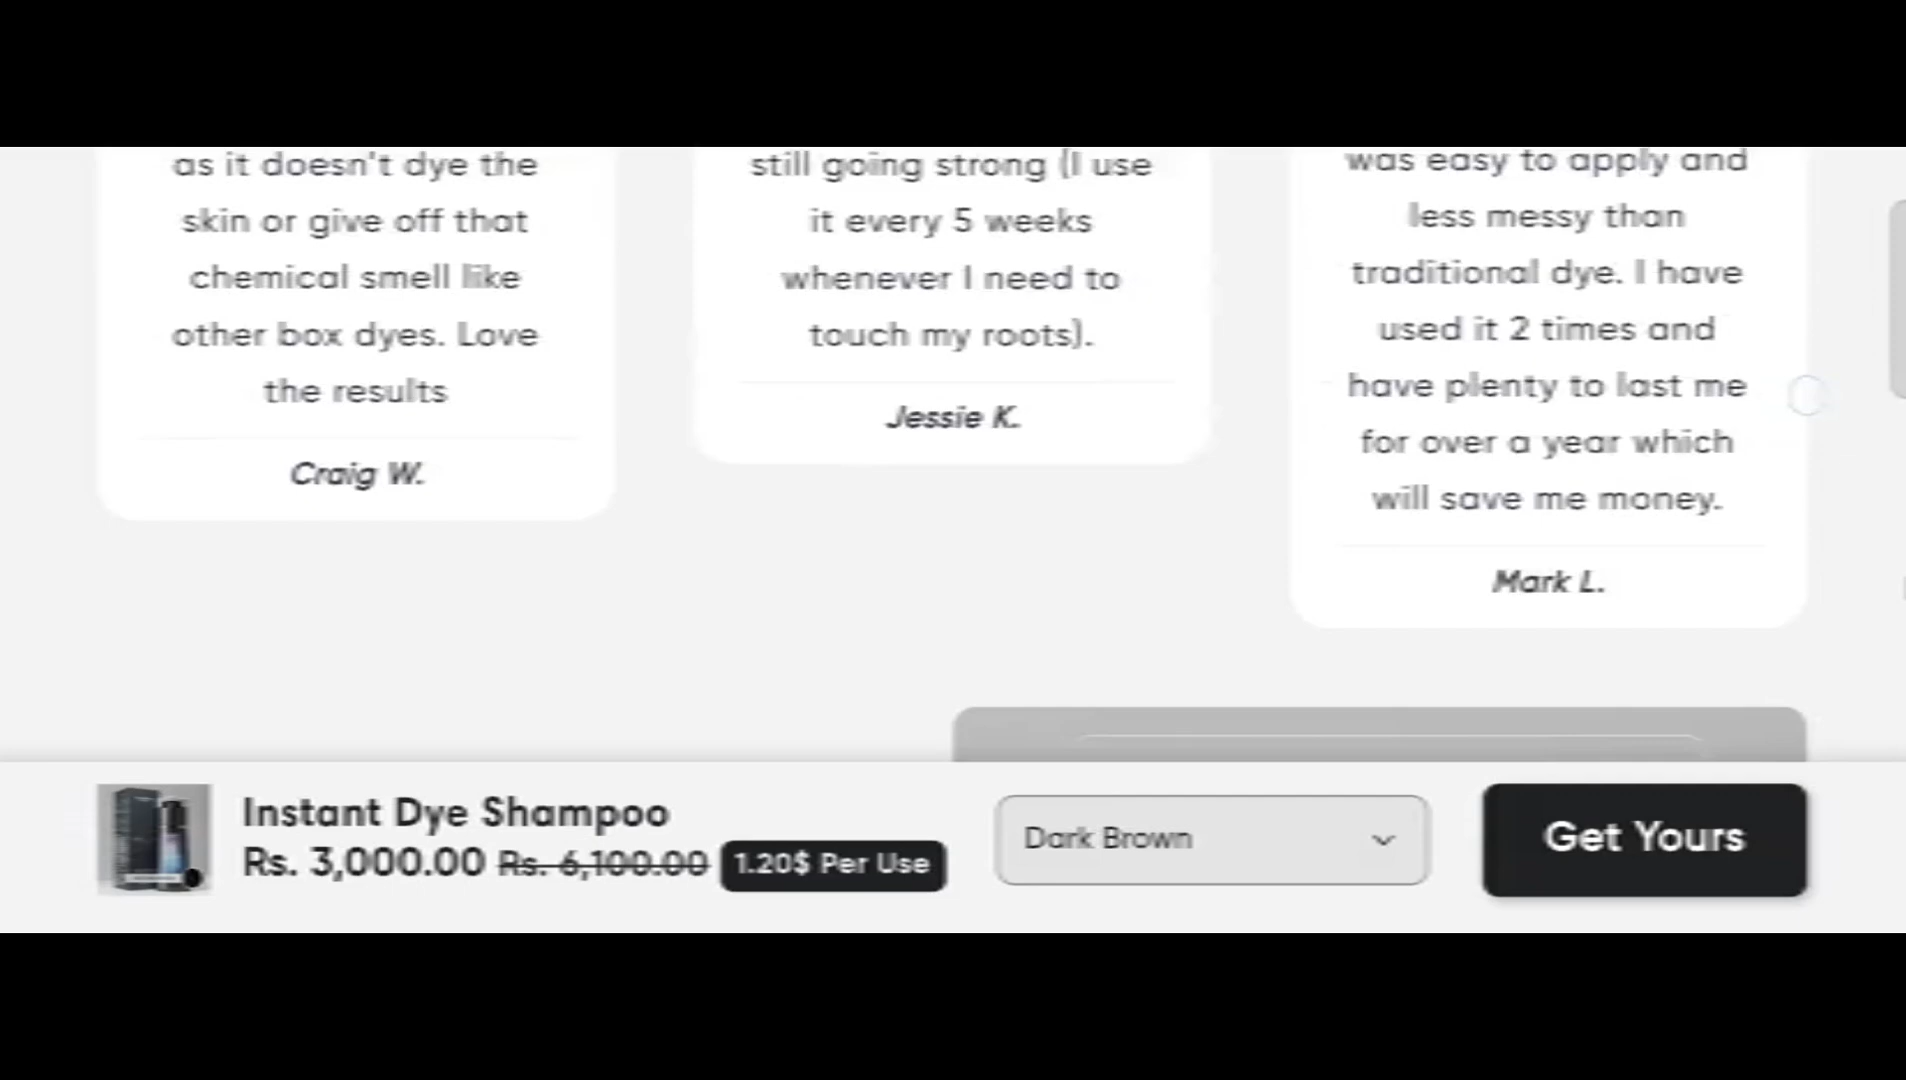 as it doesn't dye the
skin or give off that
chemical smell like
other box dyes. Love
the results
Craig W.
still going strong (I use
it every 5 weeks
whenever I need to
touch my roots).
Jessie K.
was easy to apply and
less messy than
traditional dye. I have
used it 2 times and
have plenty to last me
for over a year which
will save me money.
Mark L.
Instant Dye Shampoo
Rs. 3,000.00 Rs. 6,100.00 1.20$ Per Use
Dark Brown
Get Yours